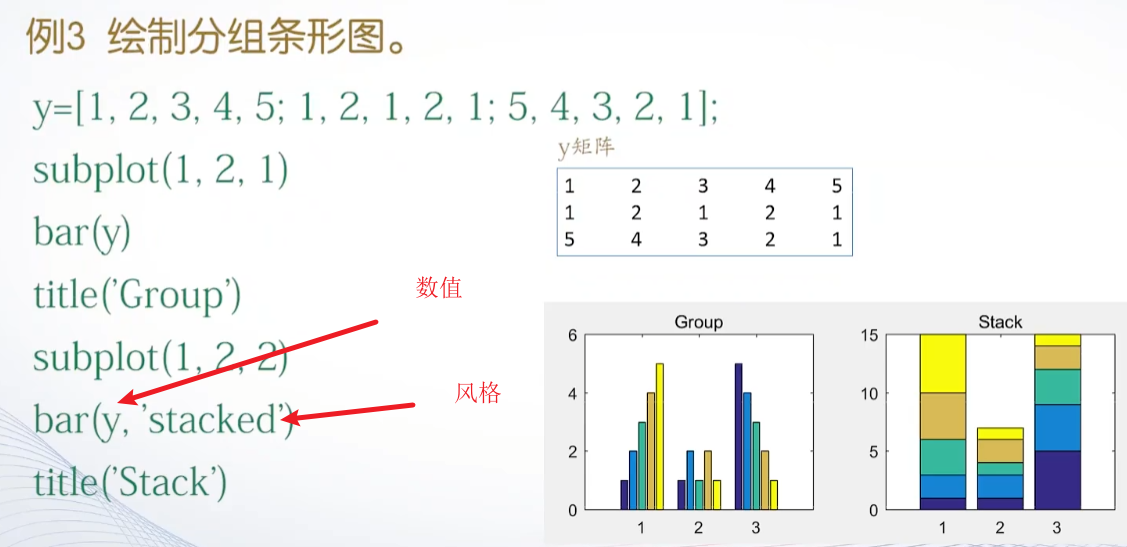 例3 绘制分组条形图。
y=[1, 2, 3, 4, 5; 1, 2, 1, 2, 1; 5, 4, 3, 2, 1];
subplot(1, 2, 1)
bar(y)
title('Group')
subplot(1, 2, 2)
bar(y, 'stacked')
title('Stack')
数值
风格
y矩阵
1 2 3 4 5
1 2 1 2 1
5 4 3 2 1
Group
6
4
2
0
1 2 3
Stack
15
10
5
0
1 2 3